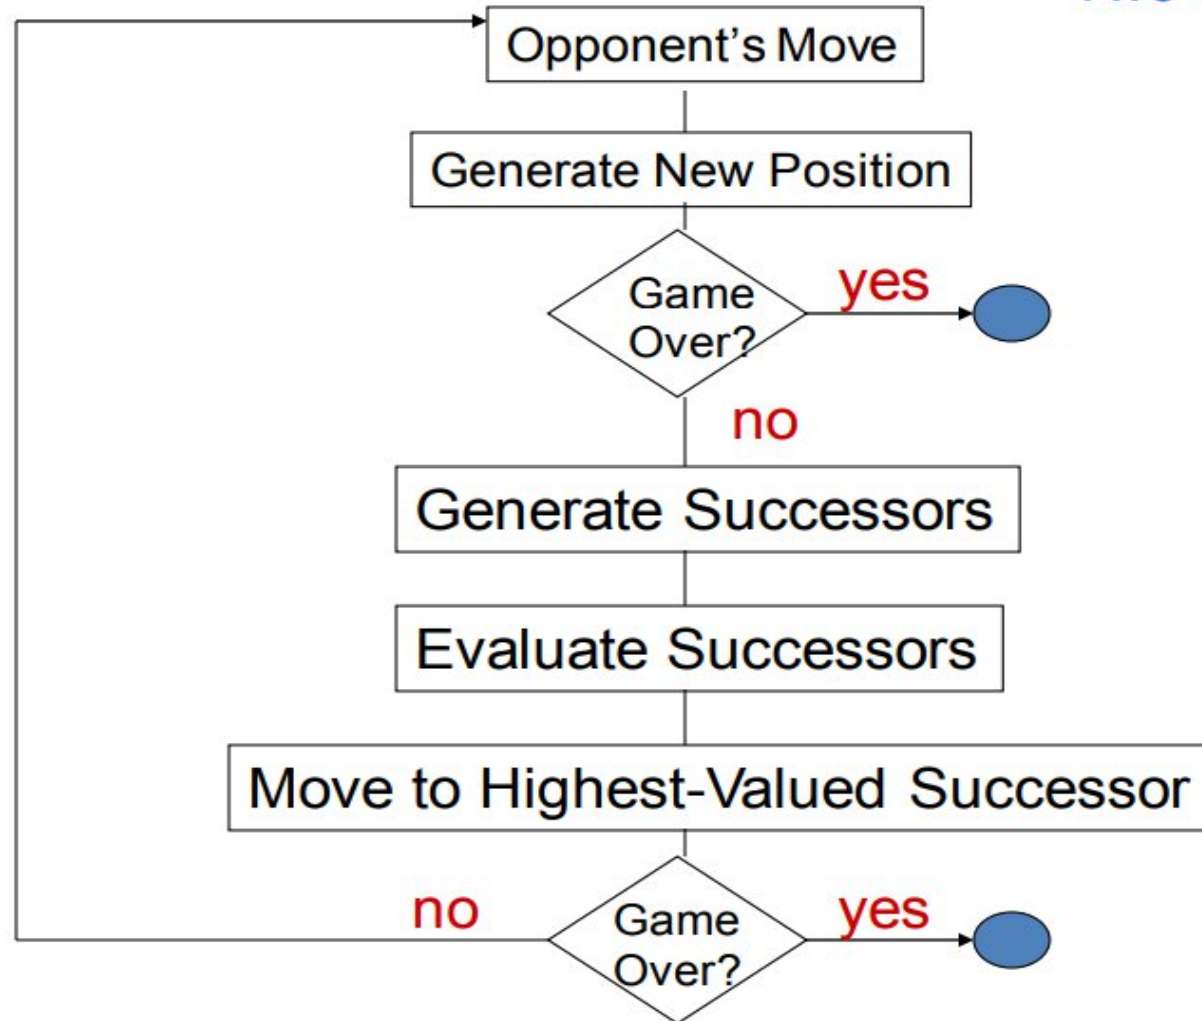 Opponent's Move
Generate New Position
Game
Over?
yes
no
Generate Successors
Evaluate Successors
Move to Highest-Valued Successor
no
Game
Over?
yes